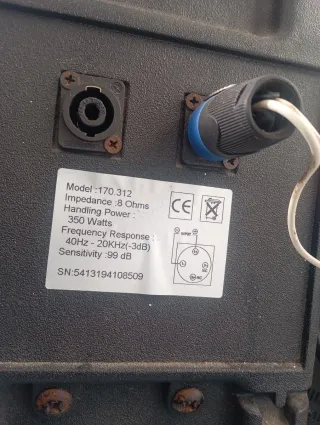 Model :170.312
Impedance :8 Ohms
Handling Power :
350 Watts
Frequency Response :
40Hz - 20KHz(-3dB)
Sensitivity :99 dB
SN:5413194108509
CE